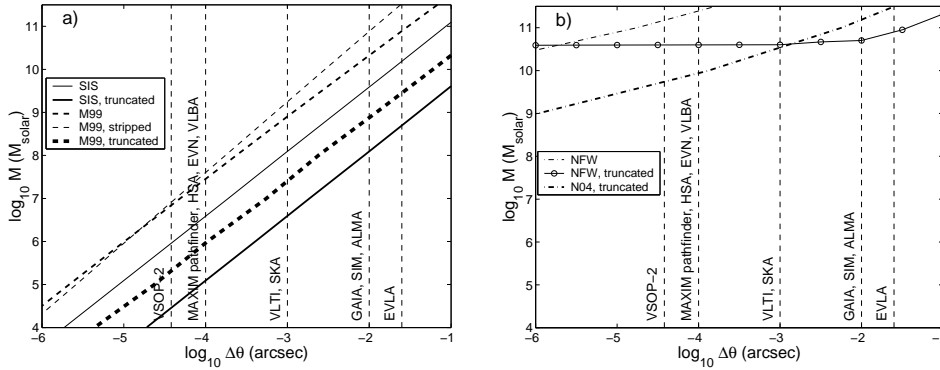 a)
11
10
9
8
7
6
5
4
log10 M (Msolar)
SIS
SIS, truncated
M99
M99, stripped
M99, truncated
VSOP−2
MAXIM pathfinder, HSA, EVN, VLBA
VLTI, SKA
GAIA, SIM, ALMA
EVLA
−6
−5
−4
−3
−2
−1
log10 Δθ (arcsec)
b)
11
10
9
8
7
6
5
4
log10 M (Msolar)
NFW
NFW, truncated
N04, truncated
VSOP−2
MAXIM pathfinder, HSA, EVN, VLBA
VLTI, SKA
GAIA, SIM, ALMA
EVLA
−6
−5
−4
−3
−2
−1
log10 Δθ (arcsec)